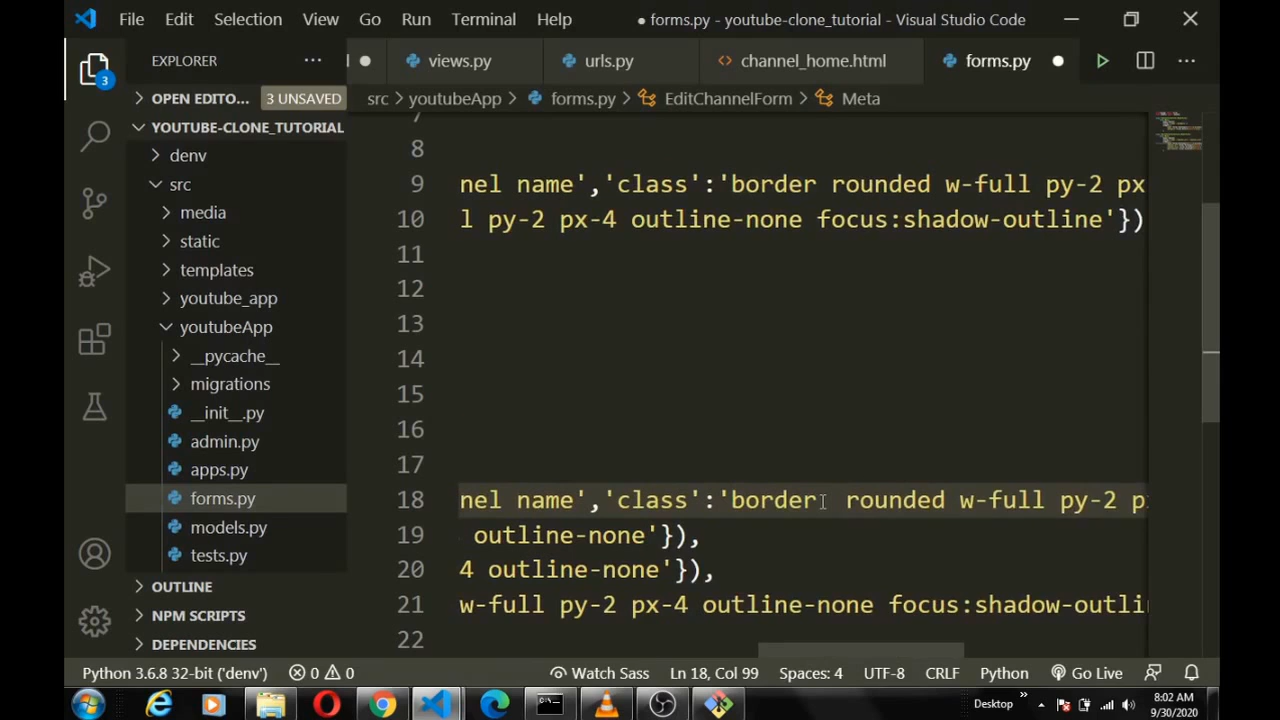 File Edit Selection View Go Run Terminal Help ● forms.py - youtube-clone_tutorial - Visual Studio Code
3
EXPLORER
views.py urls.py channel_home.html forms.py
OPEN EDITO... 3 UNSAVED
src > youtubeApp > forms.py > EditChannelForm > Meta
YOUTUBE-CLONE_TUTORIAL
denv
src
media
static
templates
youtube_app
youtubeApp
__pycache__
migrations
__init__.py
admin.py
apps.py
forms.py
models.py
tests.py
OUTLINE
NPM SCRIPTS
DEPENDENCIES
7
8
9 nel name','class':'border rounded w-full py-2 px
10 l py-2 px-4 outline-none focus:shadow-outline'})
11
12
13
14
15
16
17
18 nel name','class':'border  rounded w-full py-2 p
19 outline-none'}),
20 4 outline-none'}),
21 w-full py-2 px-4 outline-none focus:shadow-outli
22
Python 3.6.8 32-bit ('denv') 0 0 Watch Sass Ln 18, Col 99 Spaces: 4 UTF-8 CRLF Python Go Live
Desktop » 8:02 AM
9/30/2020